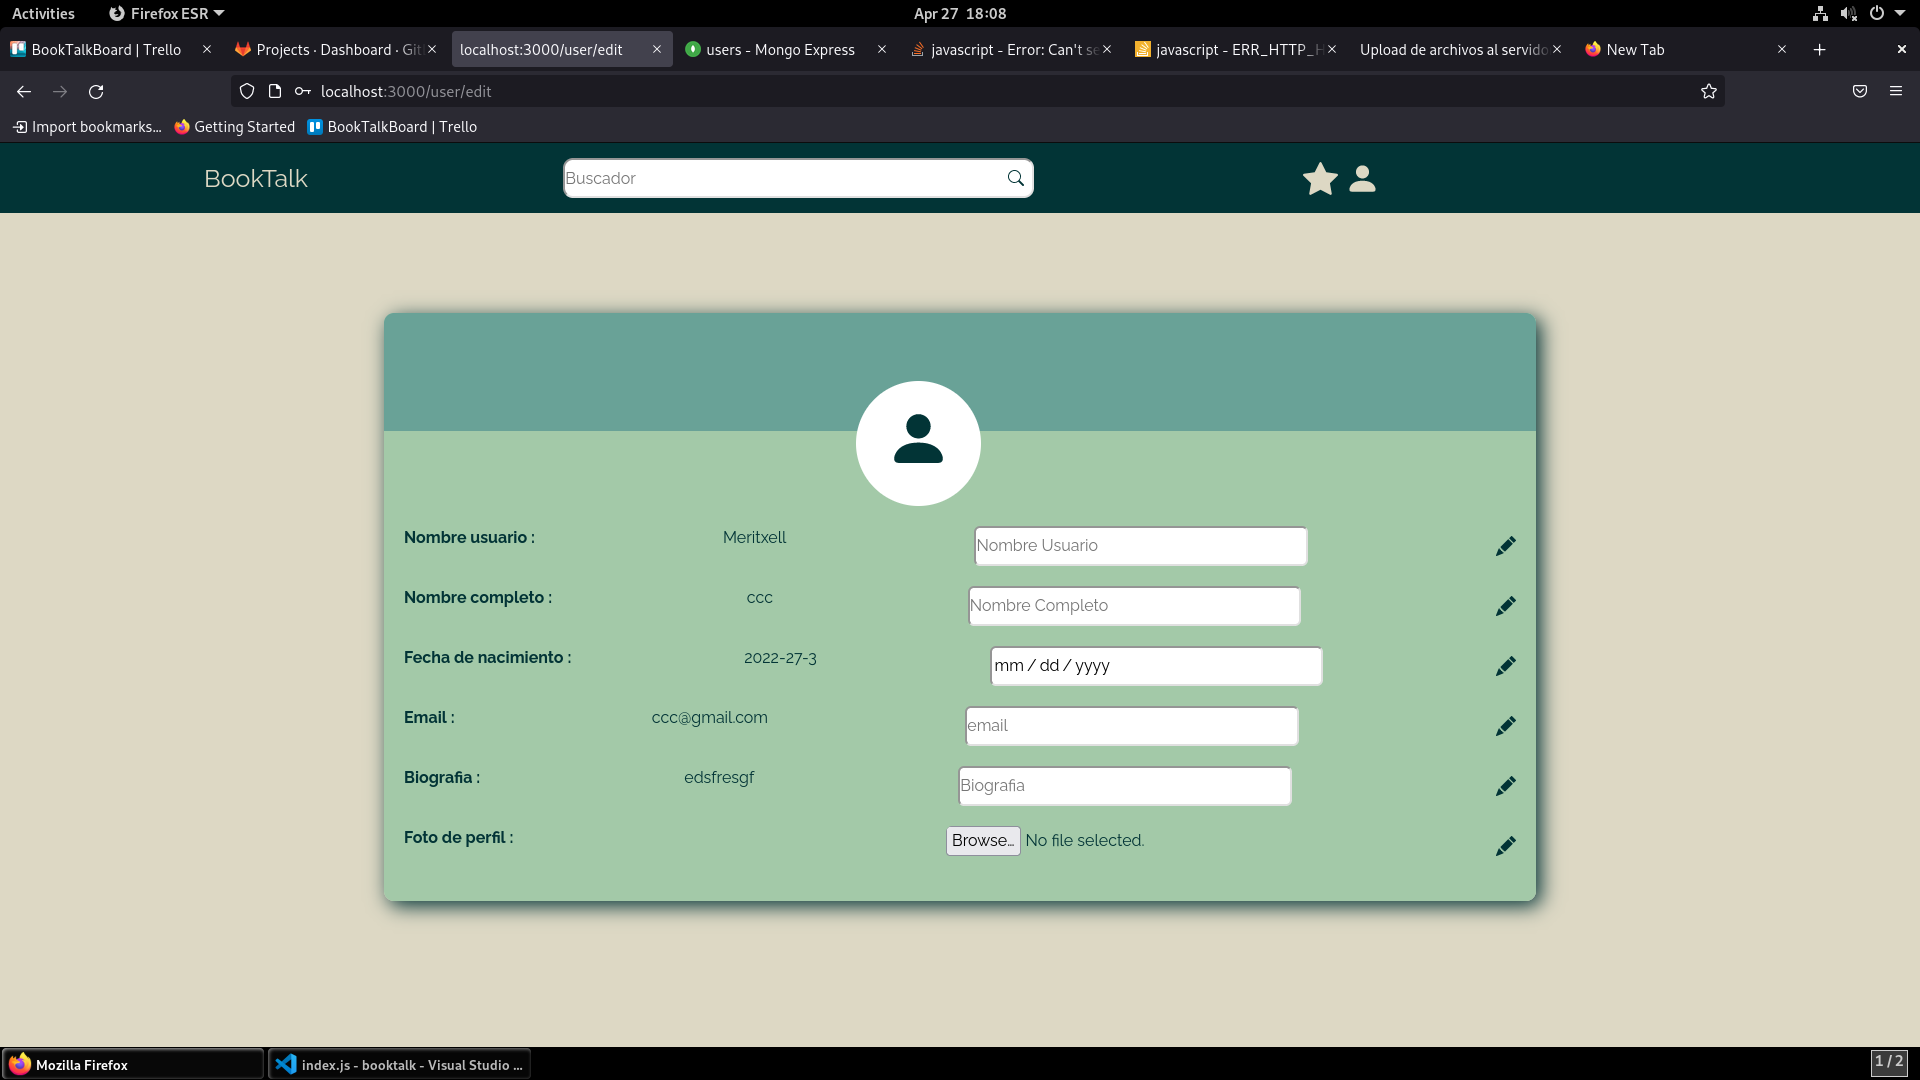 Activities Firefox ESR Apr 27 18:08
BookTalkBoard | Trello Projects · Dashboard · Git localhost:3000/user/edit users - Mongo Express javascript - Error: Can't se javascript - ERR_HTTP_H Upload de archivos al servido New Tab
localhost:3000/user/edit
Import bookmarks... Getting Started BookTalkBoard | Trello
BookTalk Buscador
Nombre usuario : Meritxell Nombre Usuario
Nombre completo : ccc Nombre Completo
Fecha de nacimiento : 2022-27-3 mm / dd / yyyy
Email : ccc@gmail.com email
Biografia : edsfresgf Biografia
Foto de perfil : Browse... No file selected.
Mozilla Firefox index.js - booktalk - Visual Studio ... 1 / 2